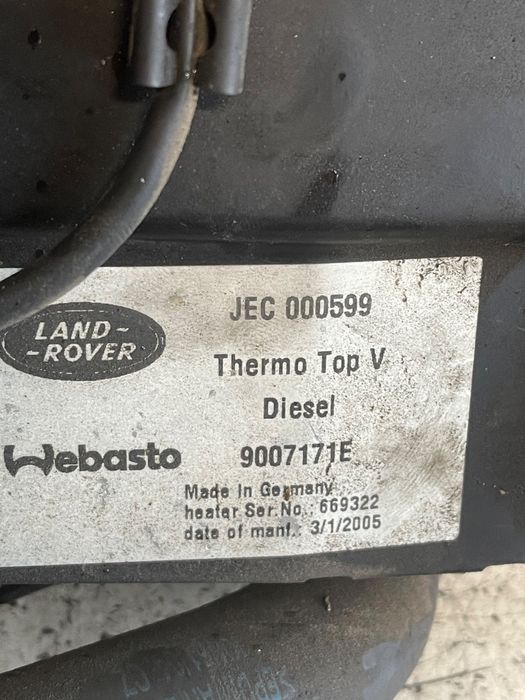 JEC 000599
LAND-
-ROVER
Thermo Top V
Diesel
Webasto 9007171E
Made In Germany
heater Ser.No.: 669322
date of manf.: 3/1/2005